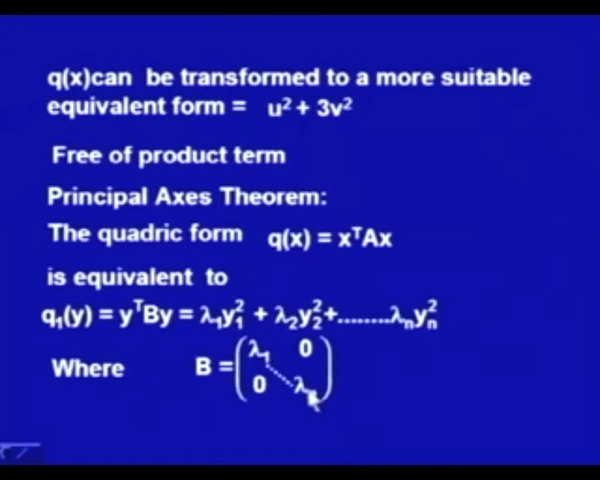 q(x)can be transformed to a more suitable
equivalent form = u² + 3v²
Free of product term
Principal Axes Theorem:
The quadric form q(x) = xᵀAx
is equivalent to
q₁(y) = yᵀBy = λ₁y₁² + λ₂y₂²+........λₙyₙ²
Where B = (λ₁ 0
0 λ)